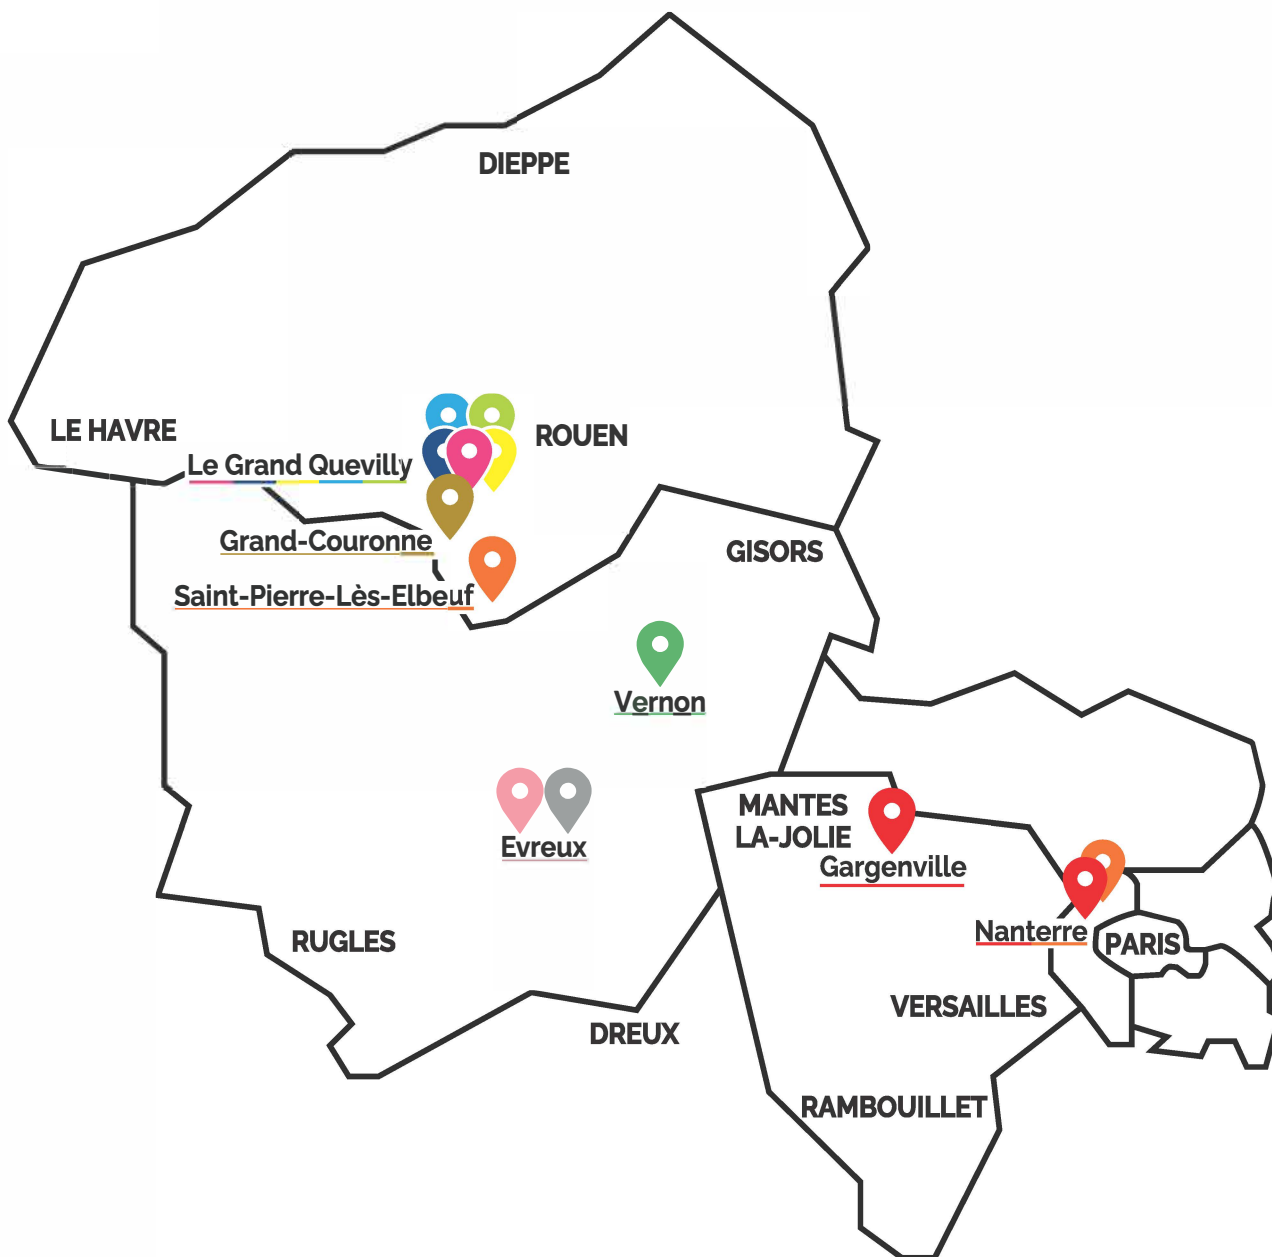 DIEPPE
LE HAVRE
ROUEN
Le Grand Quevilly
Grand-Couronne
GISORS
Saint-Pierre-Lès-Elbeuf
Vernon
MANTES
LA-JOLIE
Evreux
Gargenville
Nanterre
PARIS
RUGLES
VERSAILLES
DREUX
RAMBOUILLET